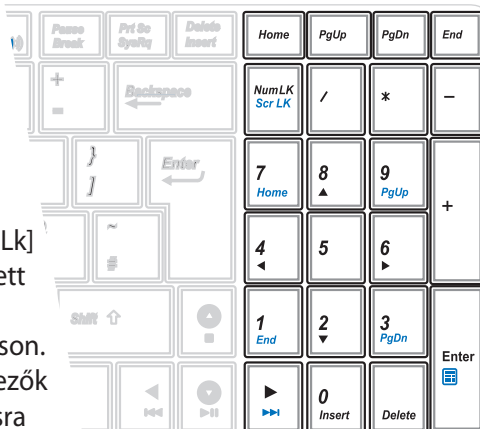 Pause Break
Prt Sc SysRq
Delete Insert
Home
PgUp
PgDn
End
+
=
Backspace
NumLK
Scr LK
/
*
–
}
]
Enter
7
Home
8
9
PgUp
+
Lk]
ett
~
#
4
5
6
son.
ezők
sra
Shift
1
End
2
3
PgDn
Enter
0
Insert
Delete